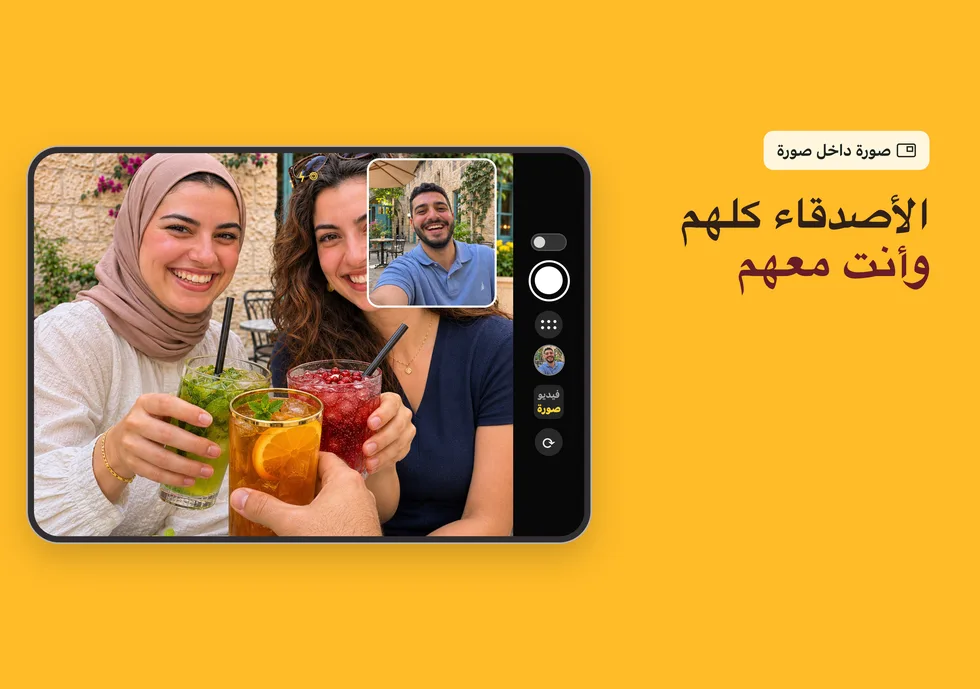 صورة داخل صورة
الأصدقاء كلهم
وأنت معهم
فيديو
صورة